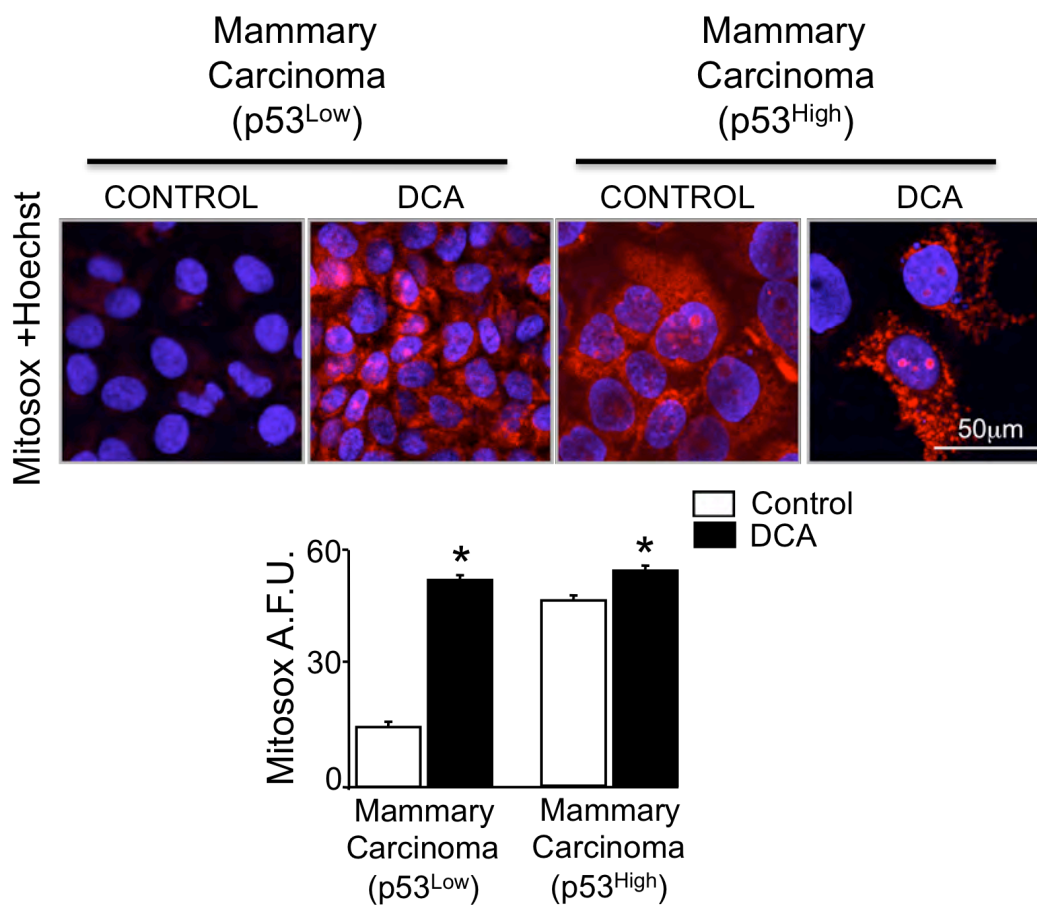 Mammary
Carcinoma
(p53Low)
Mammary
Carcinoma
(p53High)
CONTROL
DCA
CONTROL
DCA
Mitosox +Hoechst
50μm
Control
DCA
Mitosox A.F.U.
60
30
0
*
*
Mammary
Carcinoma
(p53Low)
Mammary
Carcinoma
(p53High)